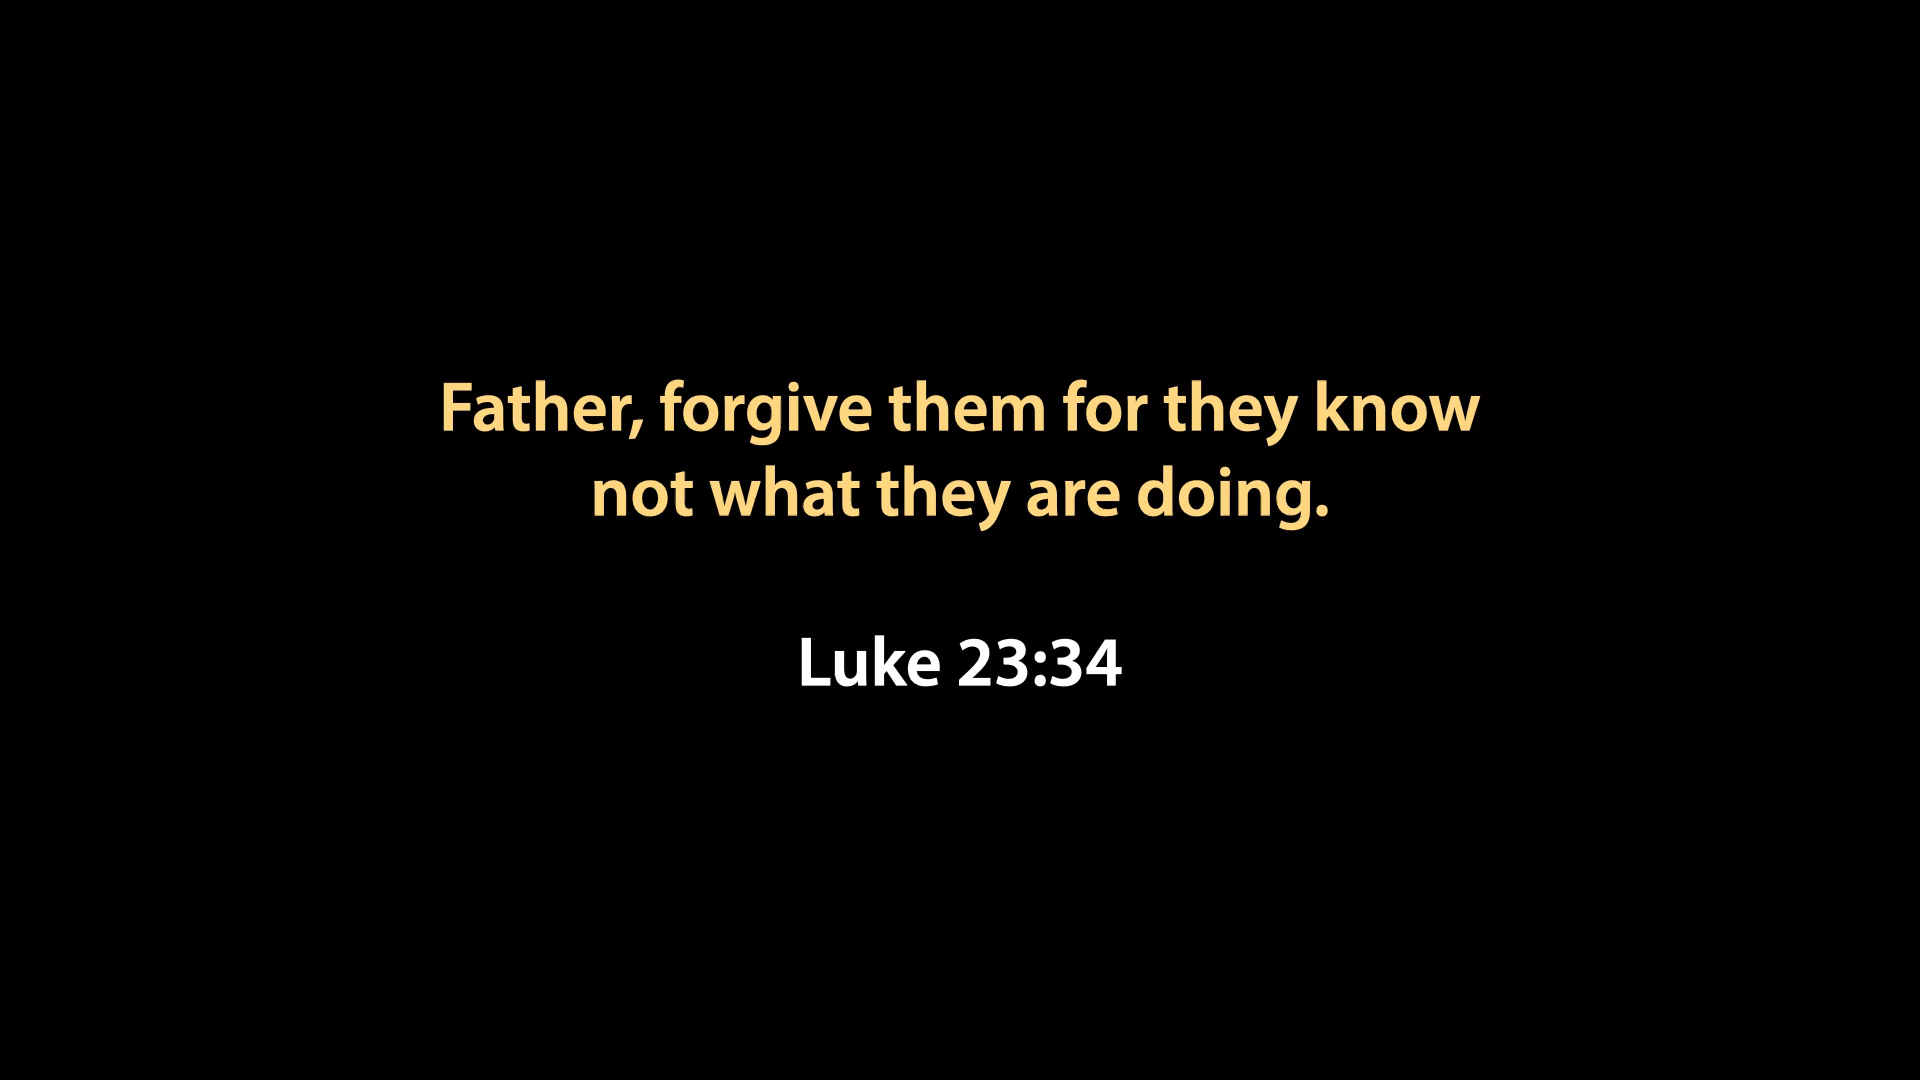 Father, forgive them for they know
not what they are doing.
Luke 23:34